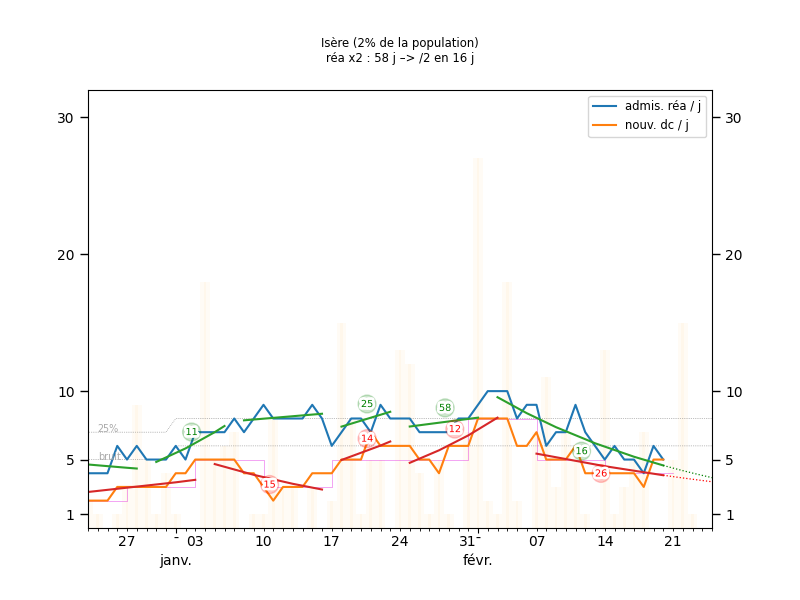 Isère (2% de la population)
réa x2 : 58 j –> /2 en 16 j
admis. réa / j
nouv. dc / j
30 30
20 20
10 10
5 5
1 1
25%
brut
11
25
58
14
12
15
16
26
27 - 03 10 17 24 31- 07 14 21
janv. févr.